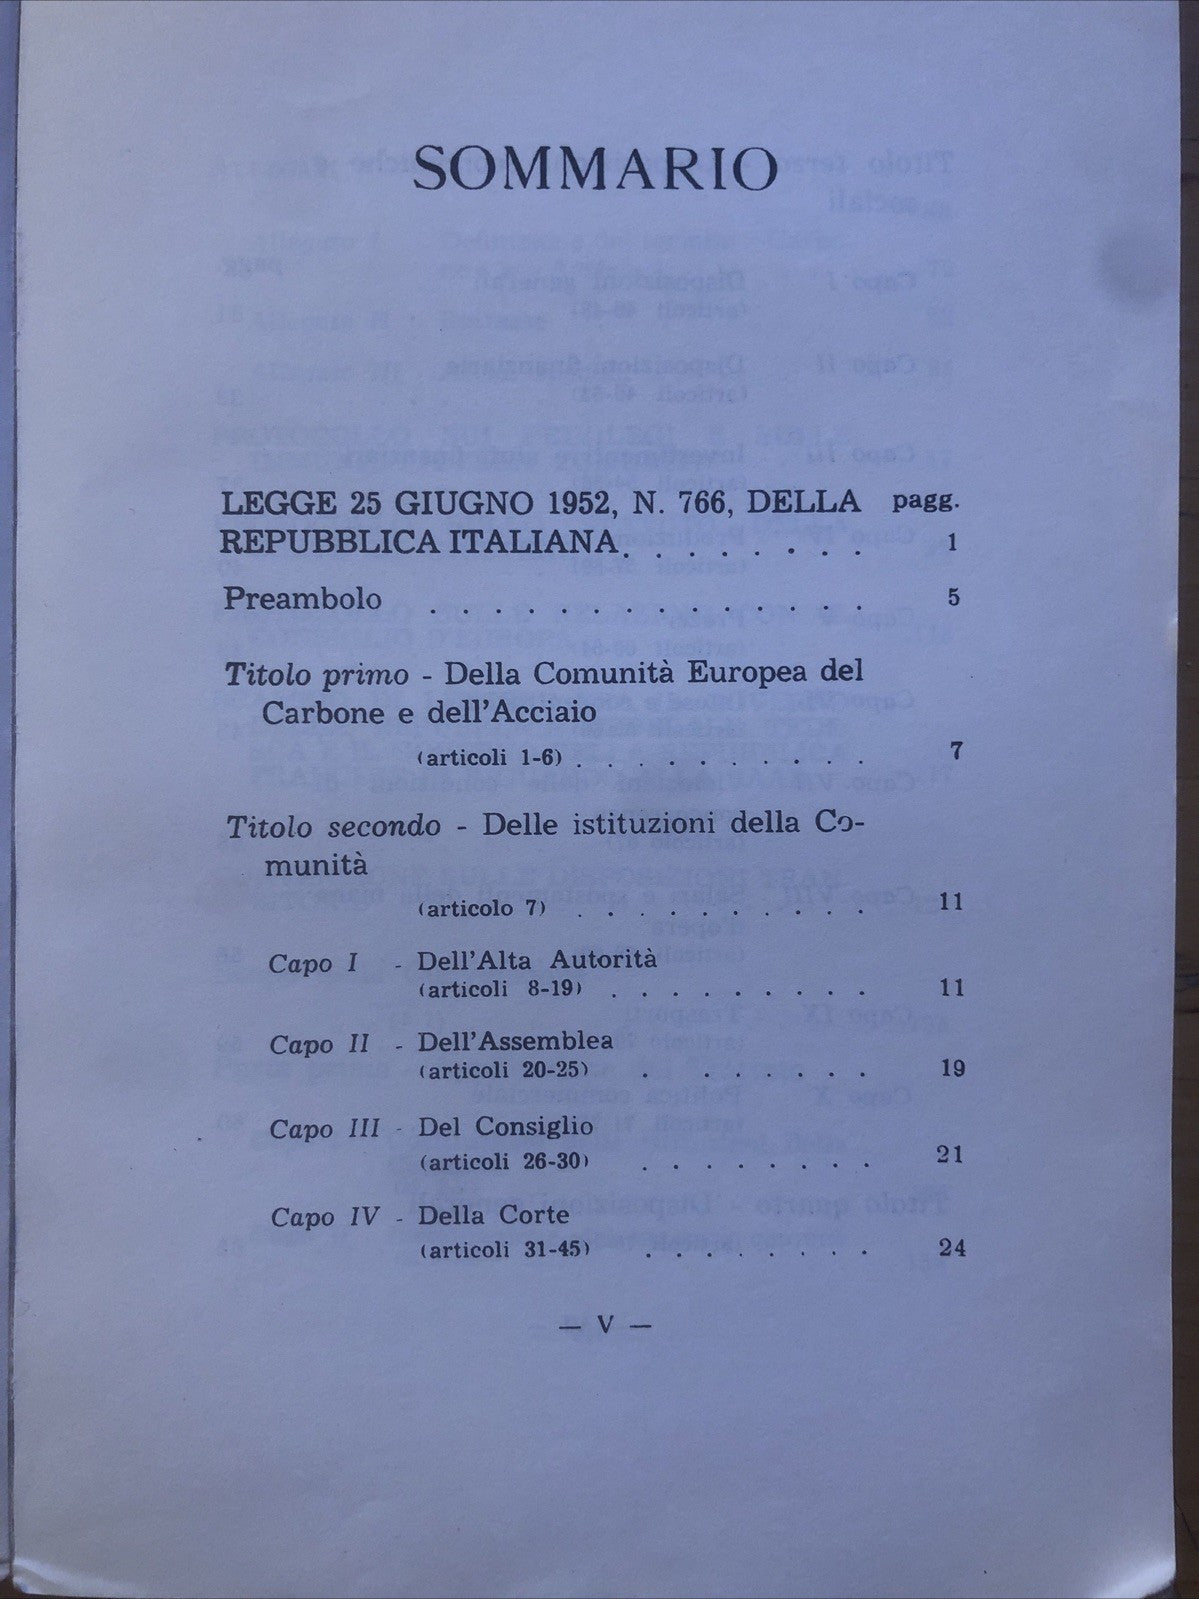 SOMMARIO
pagg.
LEGGE 25 GIUGNO 1952, N. 766, DELLA
REPUBBLICA ITALIANA. . . . . . . . 1
Preambolo . . . . . . . . . . . . . . 5
Titolo primo - Della Comunità Europea del
Carbone e dell'Acciaio
(articoli 1-6) . . . . . . . . . . . 7
Titolo secondo - Delle istituzioni della Co-
munità
(articolo 7) . . . . . . . . . . 11
Capo I - Dell'Alta Autorità
(articoli 8-19) . . . . . . . . . 11
Capo II - Dell'Assemblea
(articoli 20-25) . . . . . . . 19
Capo III - Del Consiglio
(articoli 26-30) . . . . . . . . 21
Capo IV - Della Corte
(articoli 31-45) . . . . . . . . 24
— V —